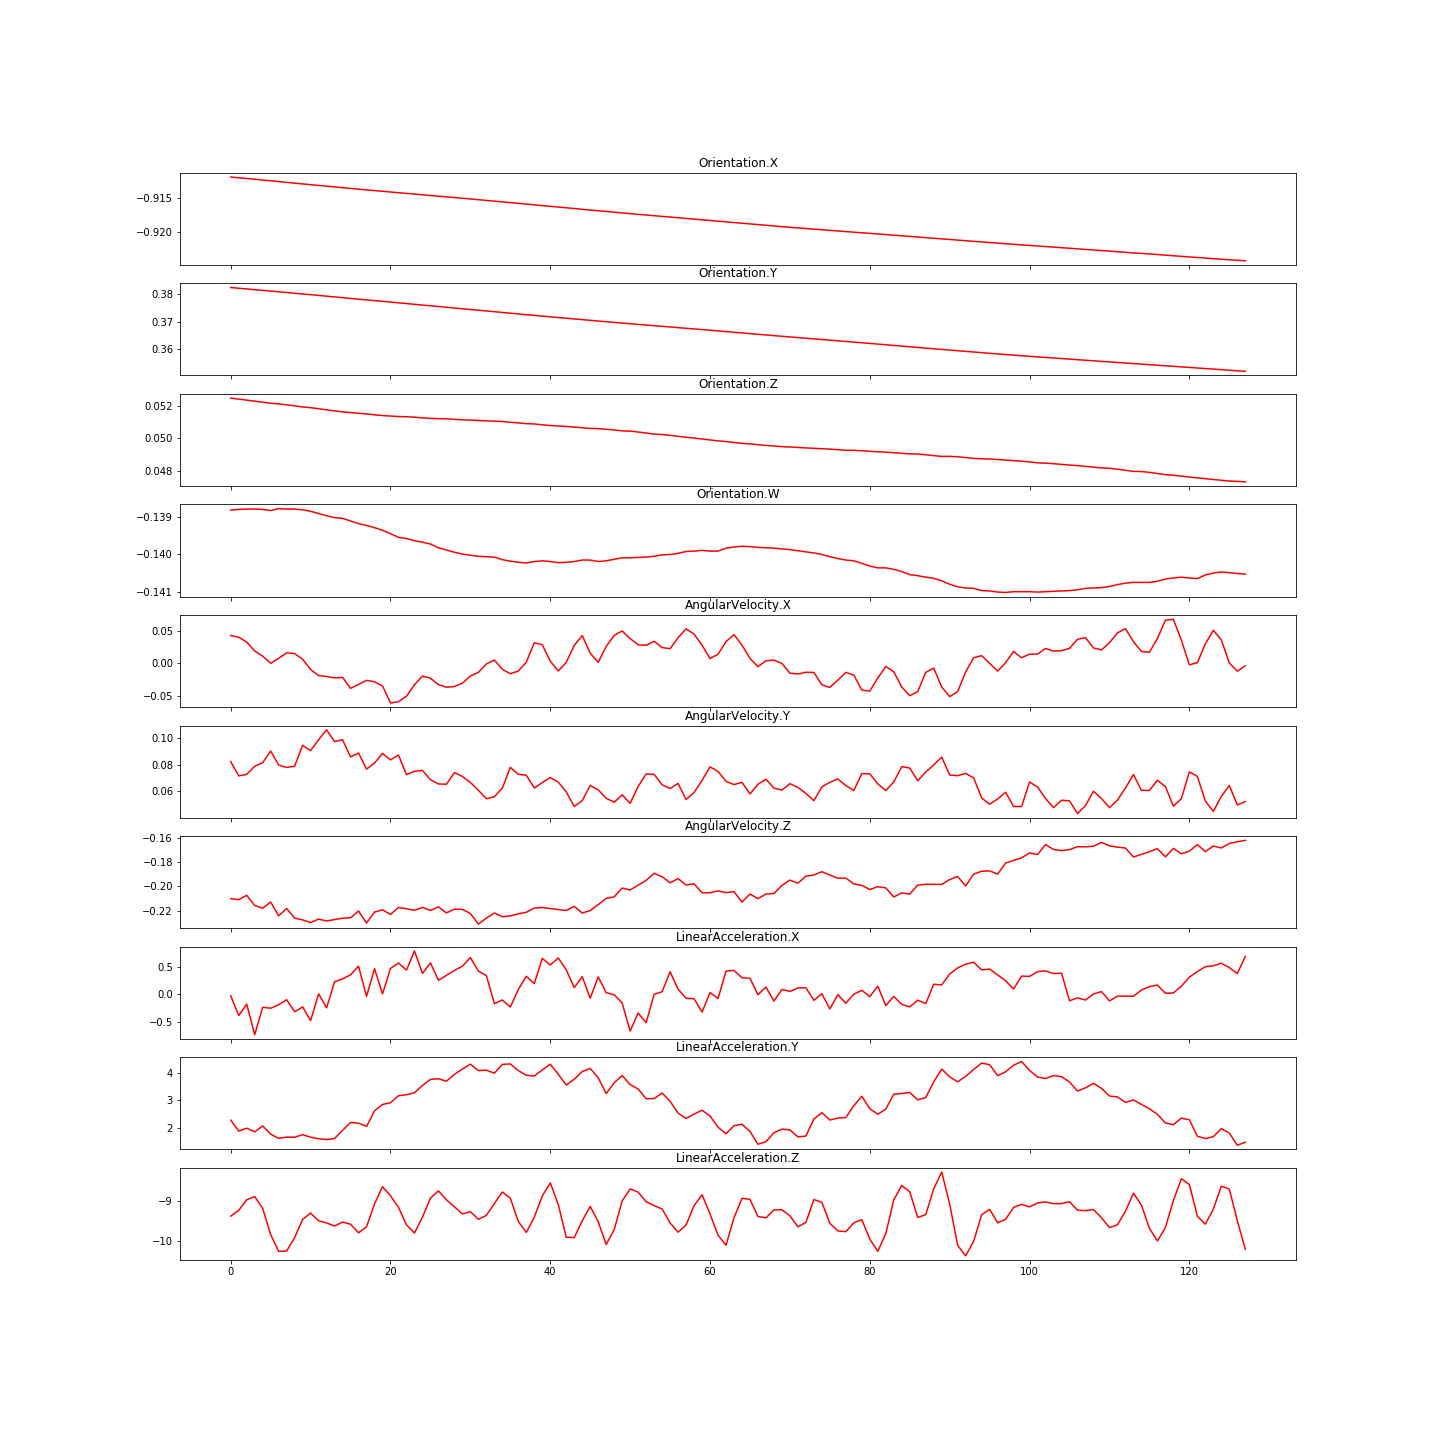 Orientation.X
−0.915
−0.920
Orientation.Y
0.38
0.37
0.36
Orientation.Z
0.052
0.050
0.048
Orientation.W
−0.139
−0.140
−0.141
AngularVelocity.X
0.05
0.00
−0.05
AngularVelocity.Y
0.10
0.08
0.06
AngularVelocity.Z
−0.16
−0.18
−0.20
−0.22
LinearAcceleration.X
0.5
0.0
−0.5
LinearAcceleration.Y
4
3
2
LinearAcceleration.Z
−9
−10
0 20 40 60 80 100 120